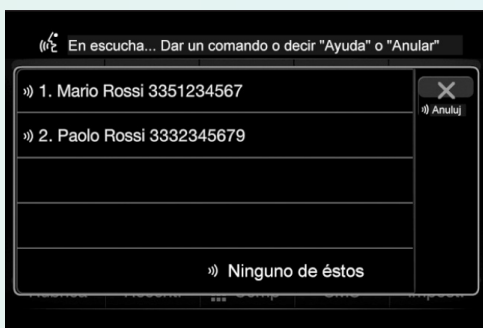 En escucha... Dar un comando o decir "Ayuda" o "Anular"
1. Mario Rossi 3351234567
Anuluj
2. Paolo Rossi 3332345679
Ninguno de éstos